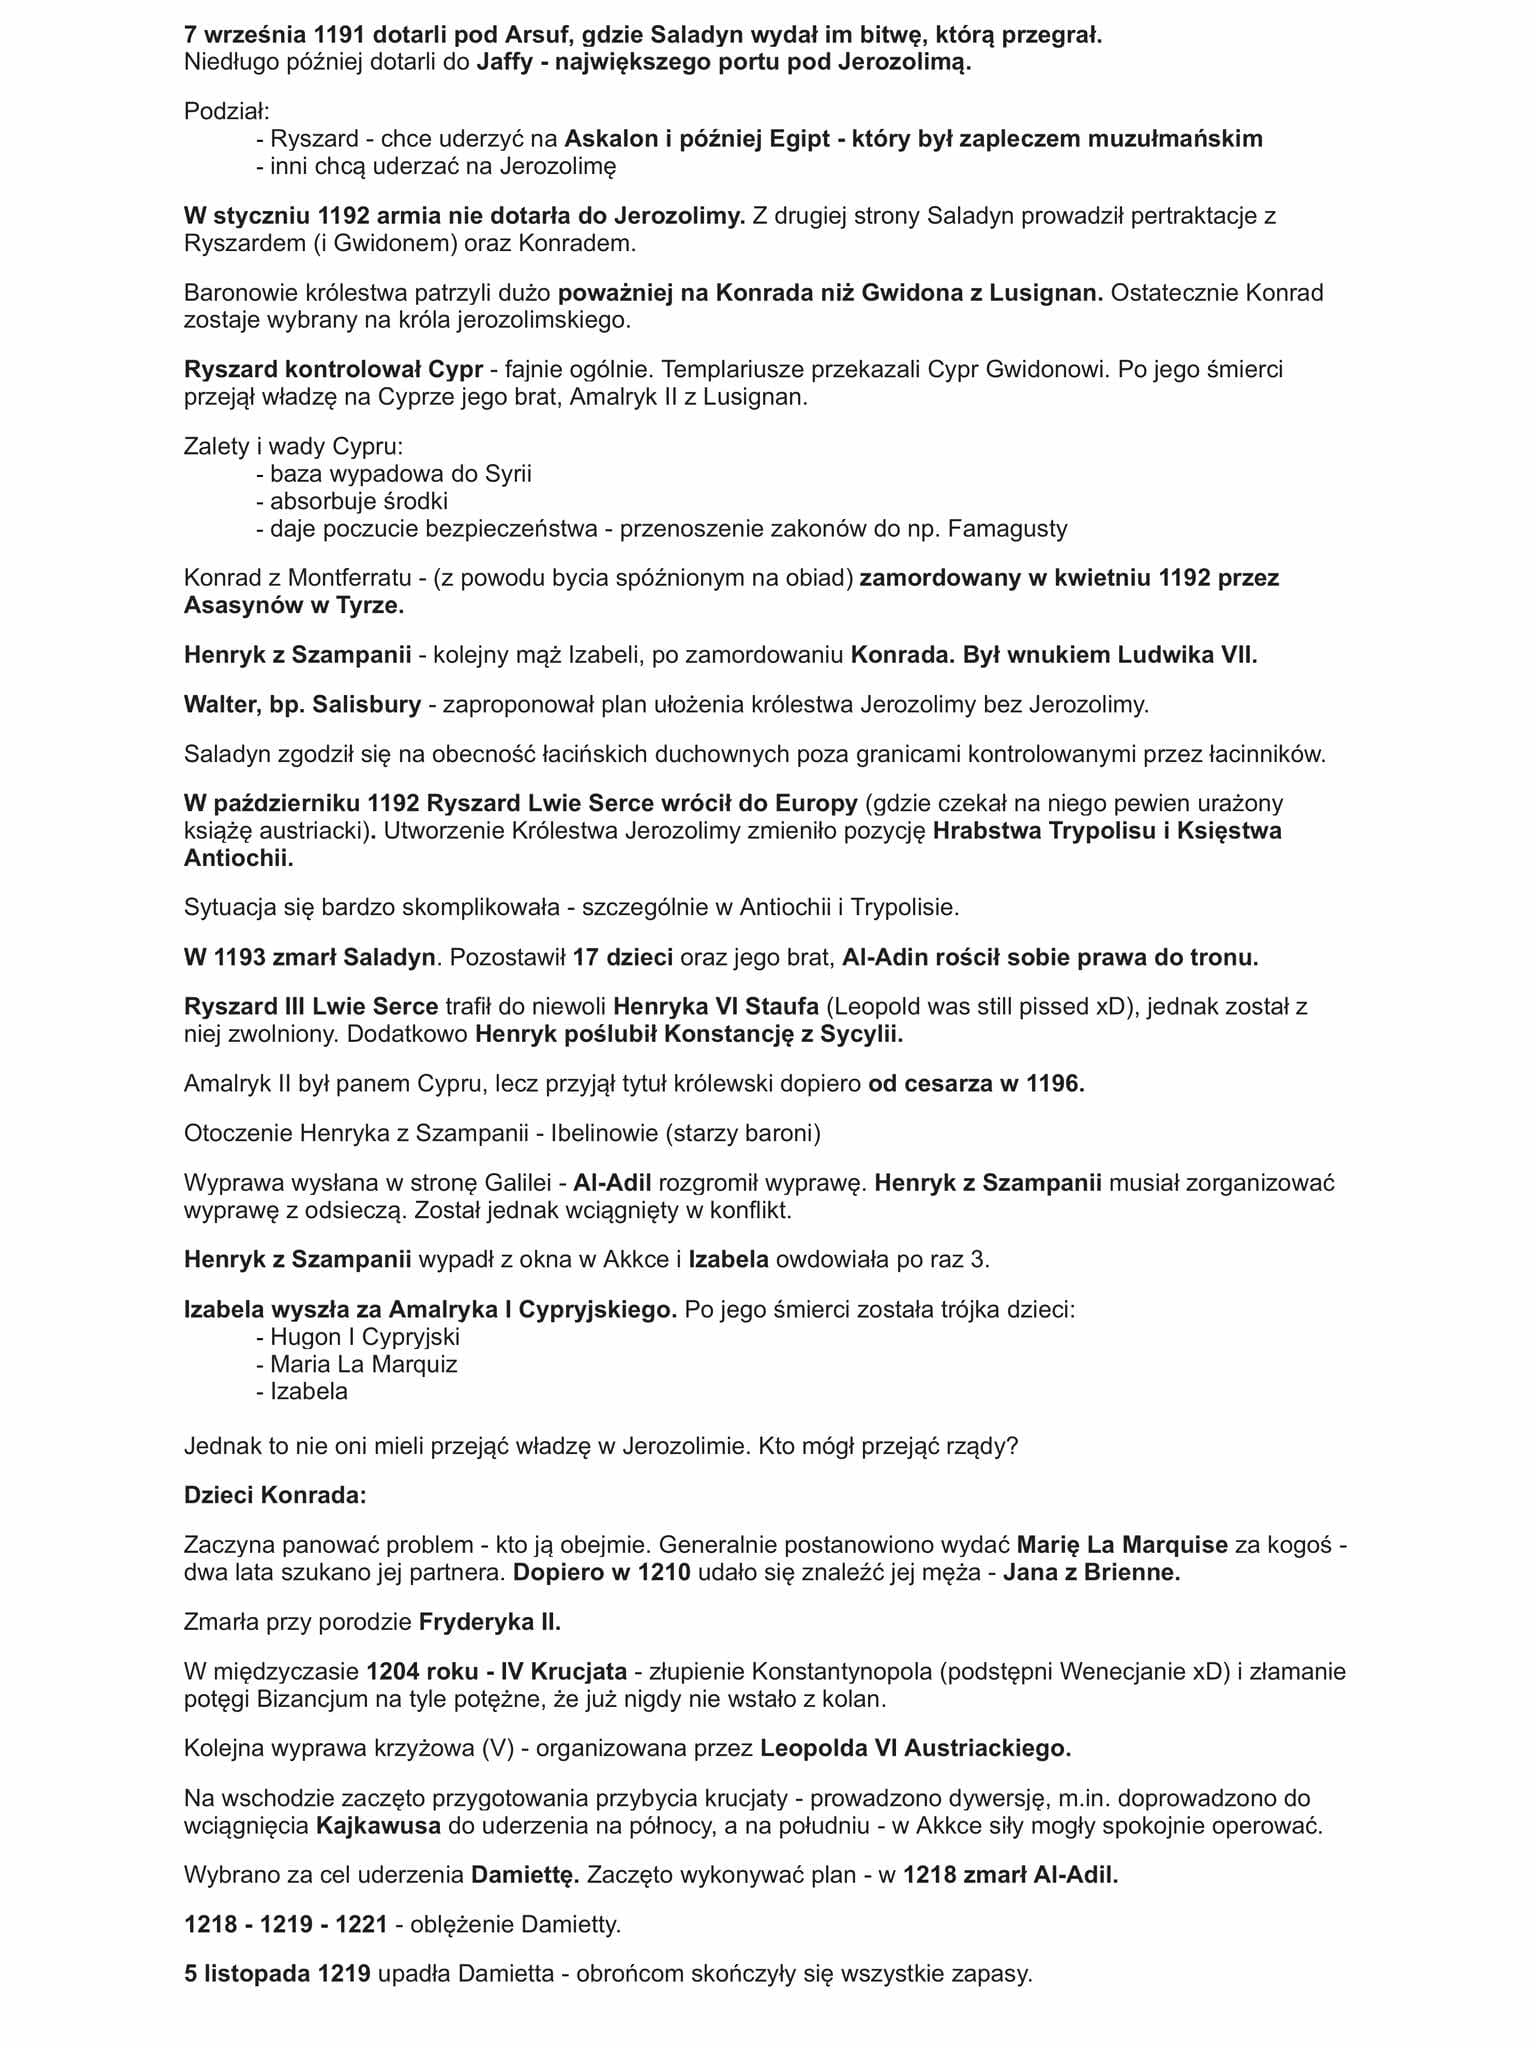 7 września 1191 dotarli pod Arsuf, gdzie Saladyn wydał im bitwę, którą przegrał.
Niedługo później dotarli do Jaffy - największego portu pod Jerozolimą.
Podział:
- Ryszard - chce uderzyć na Askalon i później Egipt - który był zapleczem muzułmańskim
- inni chcą uderzać na Jerozolimę
W styczniu 1192 armia nie dotarła do Jerozolimy. Z drugiej strony Saladyn prowadził pertraktacje z
Ryszardem (i Gwidonem) oraz Konradem.
Baronowie królestwa patrzyli dużo poważniej na Konrada niż Gwidona z Lusignan. Ostatecznie Konrad
zostaje wybrany na króla jerozolimskiego.
Ryszard kontrolował Cypr - fajnie ogólnie. Templariusze przekazali Cypr Gwidonowi. Po jego śmierci
przejął władzę na Cyprze jego brat, Amalryk II z Lusignan.
Zalety i wady Cypru:
- baza wypadowa do Syrii
- absorbuje środki
- daje poczucie bezpieczeństwa - przenoszenie zakonów do np. Famagusty
Konrad z Montferratu - (z powodu bycia spóźnionym na obiad) zamordowany w kwietniu 1192 przez
Asasynów w Tyrze.
Henryk z Szampanii - kolejny mąż Izabeli, po zamordowaniu Konrada. Był wnukiem Ludwika VII.
Walter, bp. Salisbury - zaproponował plan ułożenia królestwa Jerozolimy bez Jerozolimy.
Saladyn zgodził się na obecność łacińskich duchownych poza granicami kontrolowanymi przez łacinników.
W październiku 1192 Ryszard Lwie Serce wrócił do Europy (gdzie czekał na niego pewien urażony
książę austriacki). Utworzenie Królestwa Jerozolimy zmieniło pozycję Hrabstwa Trypolisu i Księstwa
Antiochii.
Sytuacja się bardzo skomplikowała - szczególnie w Antiochii i Trypolisie.
W 1193 zmarł Saladyn. Pozostawił 17 dzieci oraz jego brat, Al-Adin rościł sobie prawa do tronu.
Ryszard III Lwie Serce trafił do niewoli Henryka VI Staufa (Leopold was still pissed xD), jednak został z
niej zwolniony. Dodatkowo Henryk poślubił Konstancję z Sycylii.
Amalryk II był panem Cypru, lecz przyjął tytuł królewski dopiero od cesarza w 1196.
Otoczenie Henryka z Szampanii - Ibelinowie (starzy baroni)
Wyprawa wysłana w stronę Galilei - Al-Adil rozgromił wyprawę. Henryk z Szampanii musiał zorganizować
wyprawę z odsieczą. Został jednak wciągnięty w konflikt.
Henryk z Szampanii wypadł z okna w Akkce i Izabela owdowiała po raz 3.
Izabela wyszła za Amalryka I Cypryjskiego. Po jego śmierci została trójka dzieci:
- Hugon I Cypryjski
- Maria La Marquiz
- Izabela
Jednak to nie oni mieli przejąć władzę w Jerozolimie. Kto mógł przejąć rządy?
Dzieci Konrada:
Zaczyna panować problem - kto ją obejmie. Generalnie postanowiono wydać Marię La Marquise za kogoś -
dwa lata szukano jej partnera. Dopiero w 1210 udało się znaleźć jej męża - Jana z Brienne.
Zmarła przy porodzie Fryderyka II.
W międzyczasie 1204 roku - IV Krucjata - złupienie Konstantynopola (podstępni Wenecjanie xD) i złamanie
potęgi Bizancjum na tyle potężne, że już nigdy nie wstało z kolan.
Kolejna wyprawa krzyżowa (V) - organizowana przez Leopolda VI Austriackiego.
Na wschodzie zaczęto przygotowania przybycia krucjaty - prowadzono dywersję, m.in. doprowadzono do
wciągnięcia Kajkawusa do uderzenia na północy, a na południu - w Akkce siły mogły spokojnie operować.
Wybrano za cel uderzenia Damiettę. Zaczęto wykonywać plan - w 1218 zmarł Al-Adil.
1218 - 1219 - 1221 - oblężenie Damietty.
5 listopada 1219 upadła Damietta - obrońcom skończyły się wszystkie zapasy.